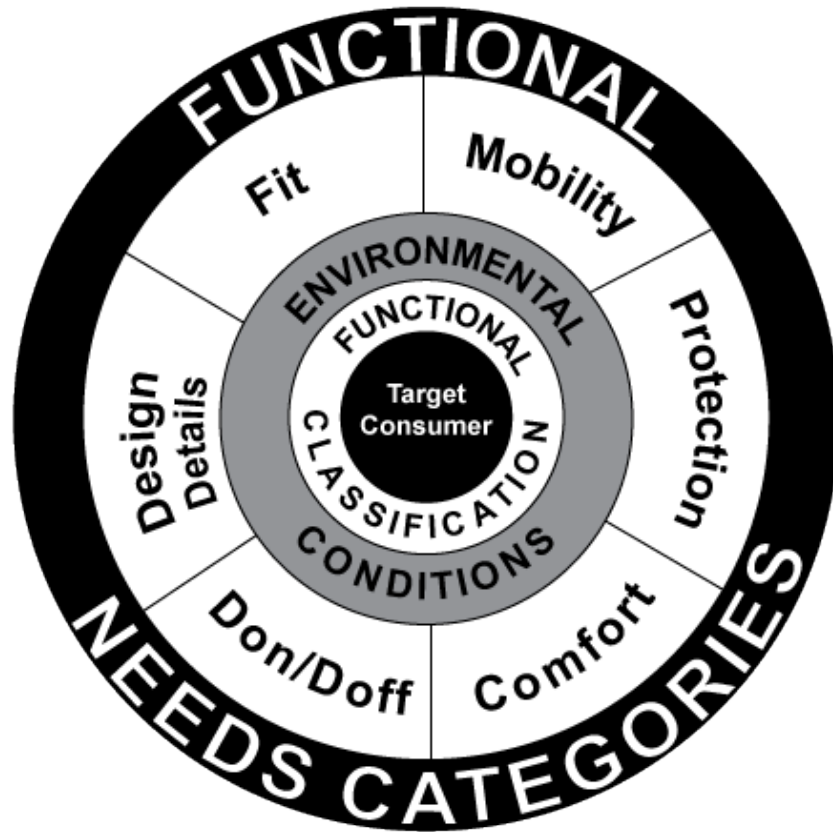 FUNCTIONAL
NEEDS CATEGORIES
Fit
Mobility
Protection
Comfort
Don/Doff
Design
Details
ENVIRONMENTAL
CONDITIONS
FUNCTIONAL
CLASSIFICATION
Target
Consumer